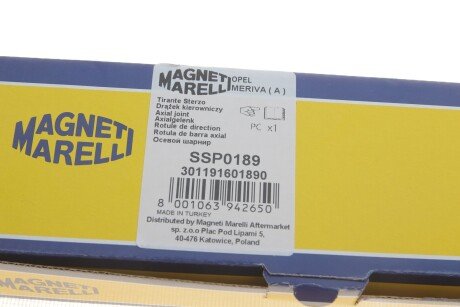 MAGNETI
MARELLI
MAGNETI
MARELLI
OPEL
MERIVA ( A )
Tirante Sterzo
Drążek kierowniczy
Axial joint
Axialgelenk
Rotule de direction
Rotula de barra axial
Осевой шарнир
PC x1
SSP0189
301191601890
8 001063 942650
MADE IN TURKEY
Distributed by Magneti Marelli Aftermarket
sp. z.o.o Plac Pod Lipami 5,
40-476 Katowice, Poland